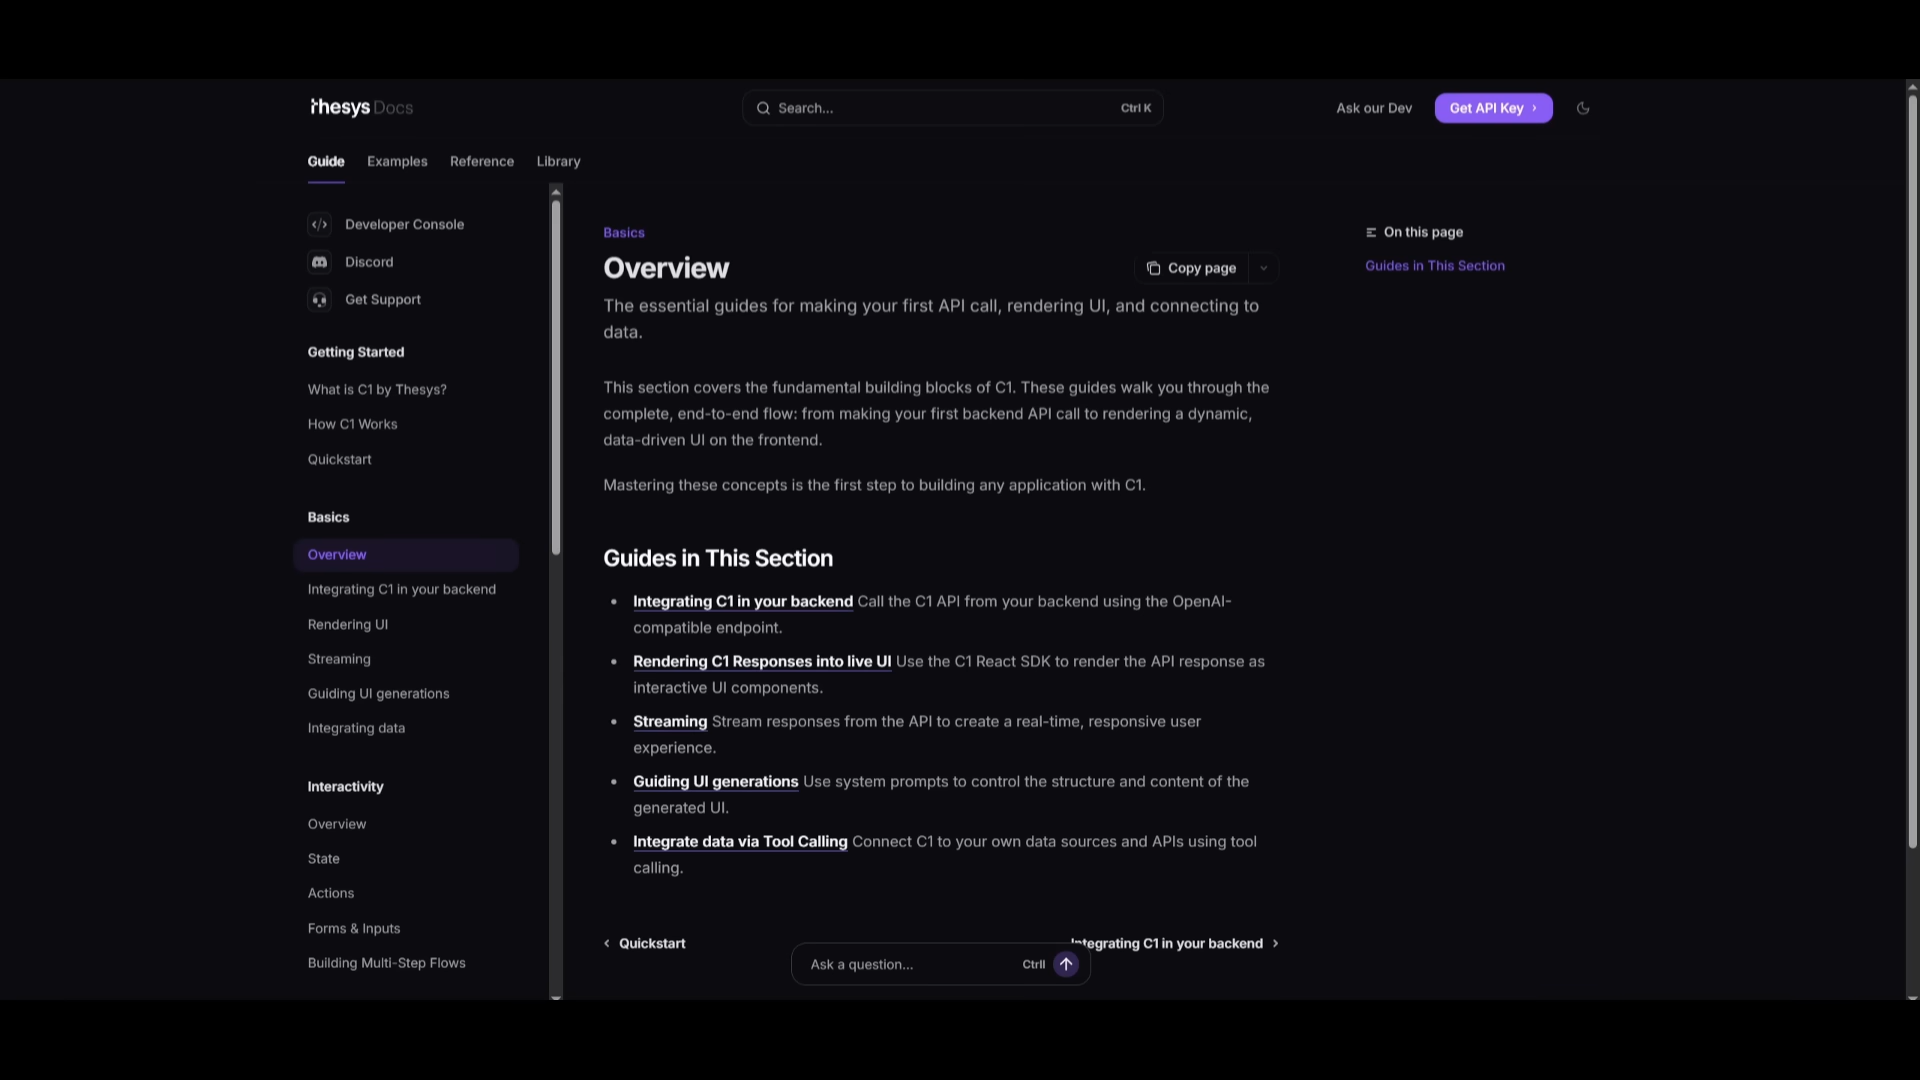 thesys Docs
Search...
Ctrl K
Ask our Dev
Get API Key
Guide
Examples
Reference
Library
Developer Console
Discord
Get Support
Getting Started
What is C1 by Thesys?
How C1 Works
Quickstart
Basics
Overview
Integrating C1 in your backend
Rendering UI
Streaming
Guiding UI generations
Integrating data
Interactivity
Overview
State
Actions
Forms & Inputs
Building Multi-Step Flows
Basics
Overview
Copy page
The essential guides for making your first API call, rendering UI, and connecting to
data.
This section covers the fundamental building blocks of C1. These guides walk you through the
complete, end-to-end flow: from making your first backend API call to rendering a dynamic,
data-driven UI on the frontend.
Mastering these concepts is the first step to building any application with C1.
Guides in This Section
Integrating C1 in your backend Call the C1 API from your backend using the OpenAI-
compatible endpoint.
Rendering C1 Responses into live UI Use the C1 React SDK to render the API response as
interactive UI components.
Streaming Stream responses from the API to create a real-time, responsive user
experience.
Guiding UI generations Use system prompts to control the structure and content of the
generated UI.
Integrate data via Tool Calling Connect C1 to your own data sources and APIs using tool
calling.
Quickstart
Integrating C1 in your backend
Ask a question...
CtrlI
On this page
Guides in This Section